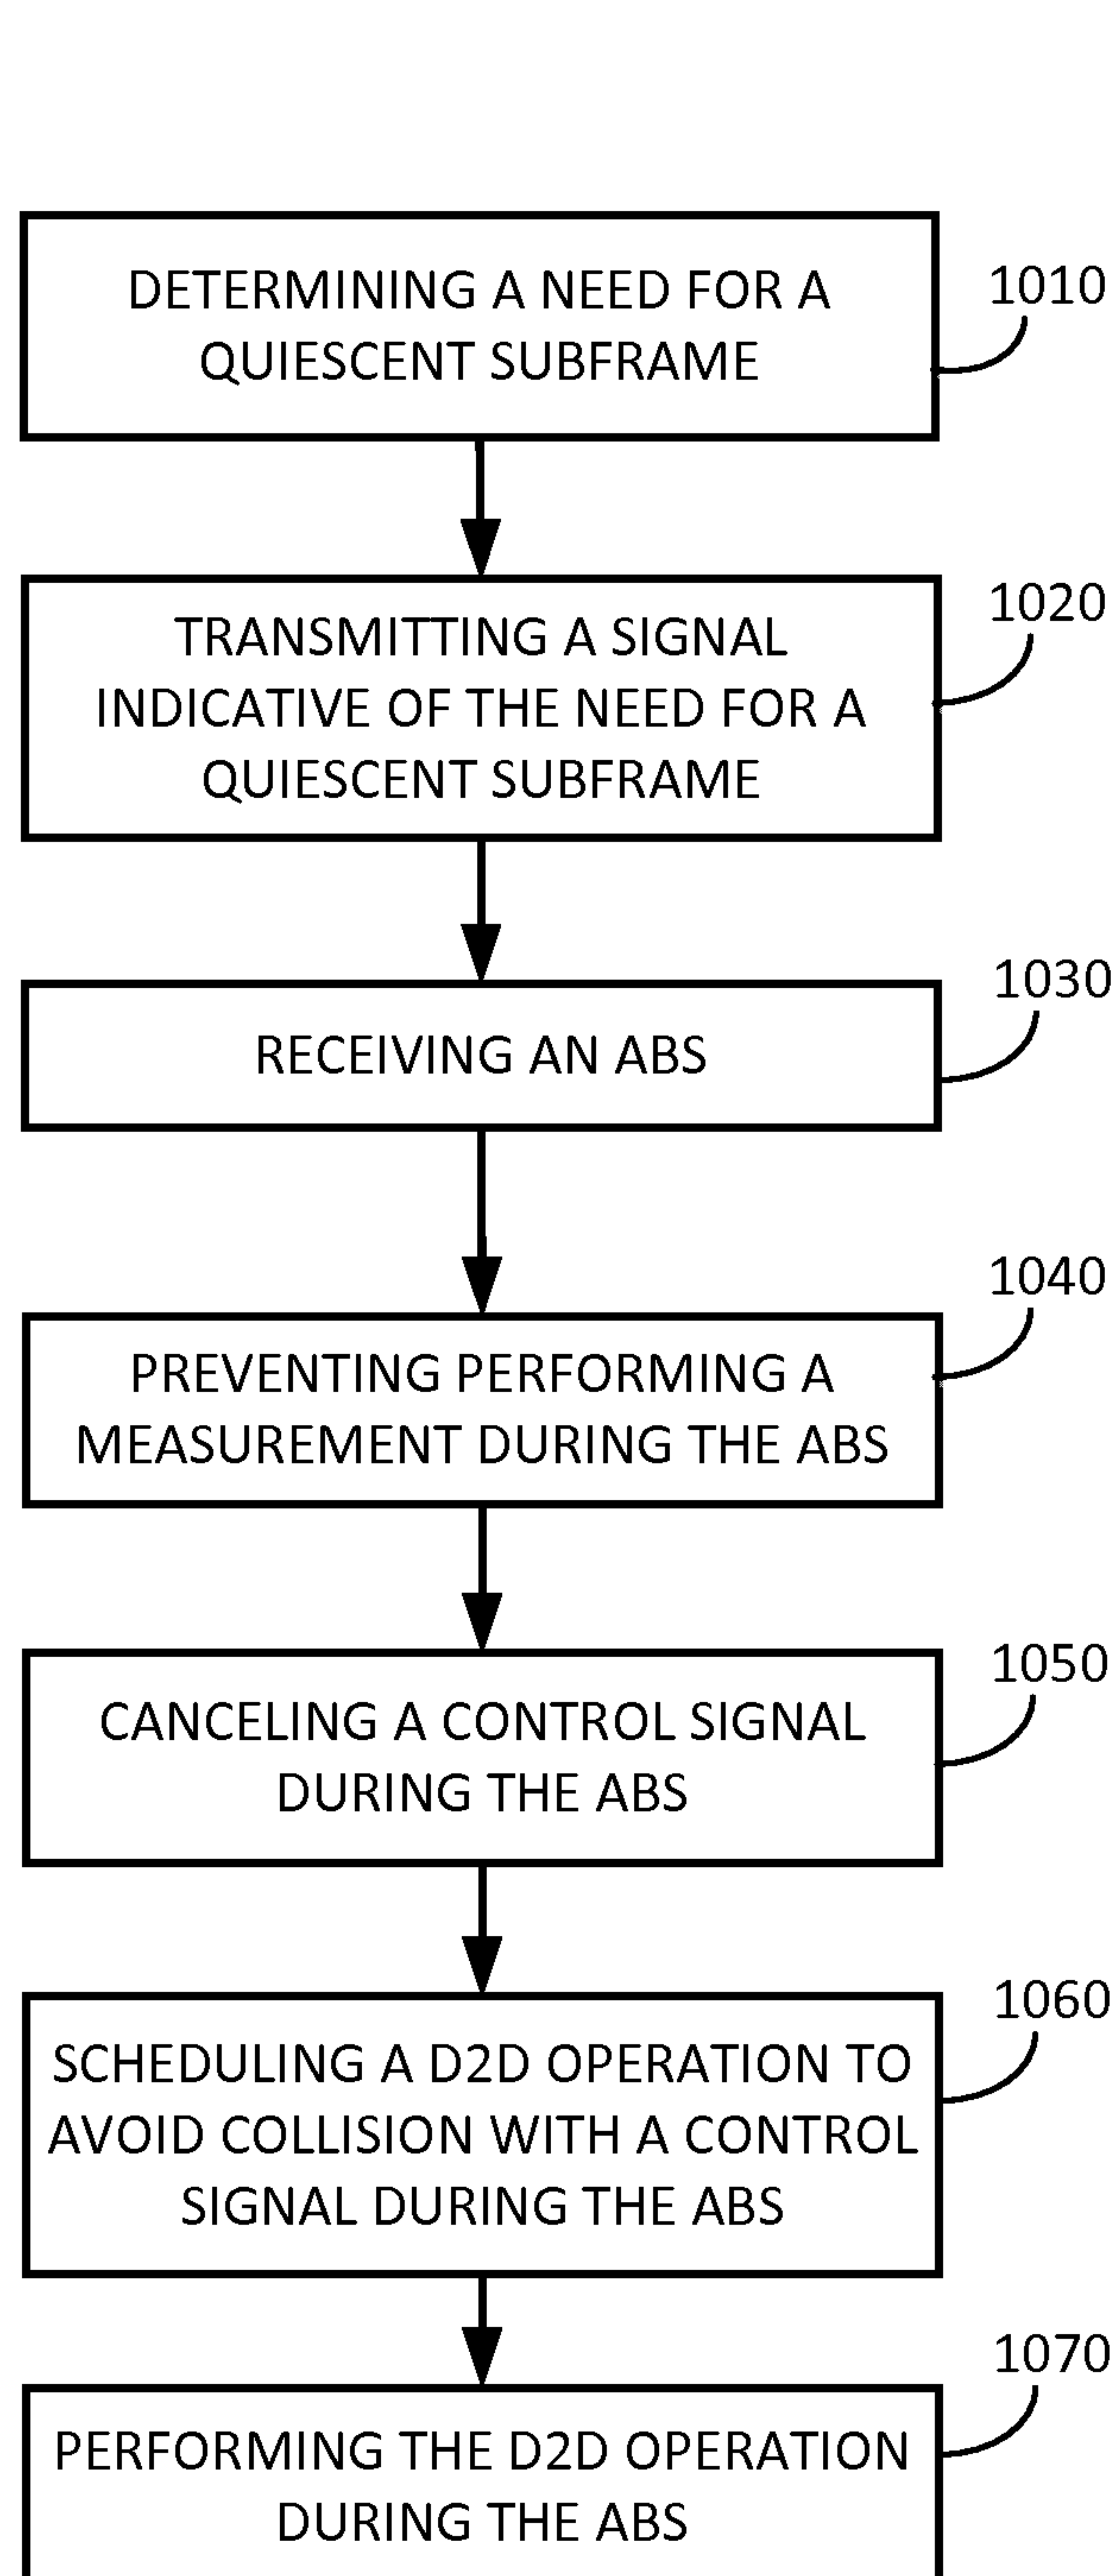 DETERMINING A NEED FOR A
QUIESCENT SUBFRAME
1010
TRANSMITTING A SIGNAL
INDICATIVE OF THE NEED FOR A
QUIESCENT SUBFRAME
1020
RECEIVING AN ABS
1030
PREVENTING PERFORMING A
MEASUREMENT DURING THE ABS
1040
CANCELING A CONTROL SIGNAL
DURING THE ABS
1050
SCHEDULING A D2D OPERATION TO
AVOID COLLISION WITH A CONTROL
SIGNAL DURING THE ABS
1060
PERFORMING THE D2D OPERATION
DURING THE ABS
1070